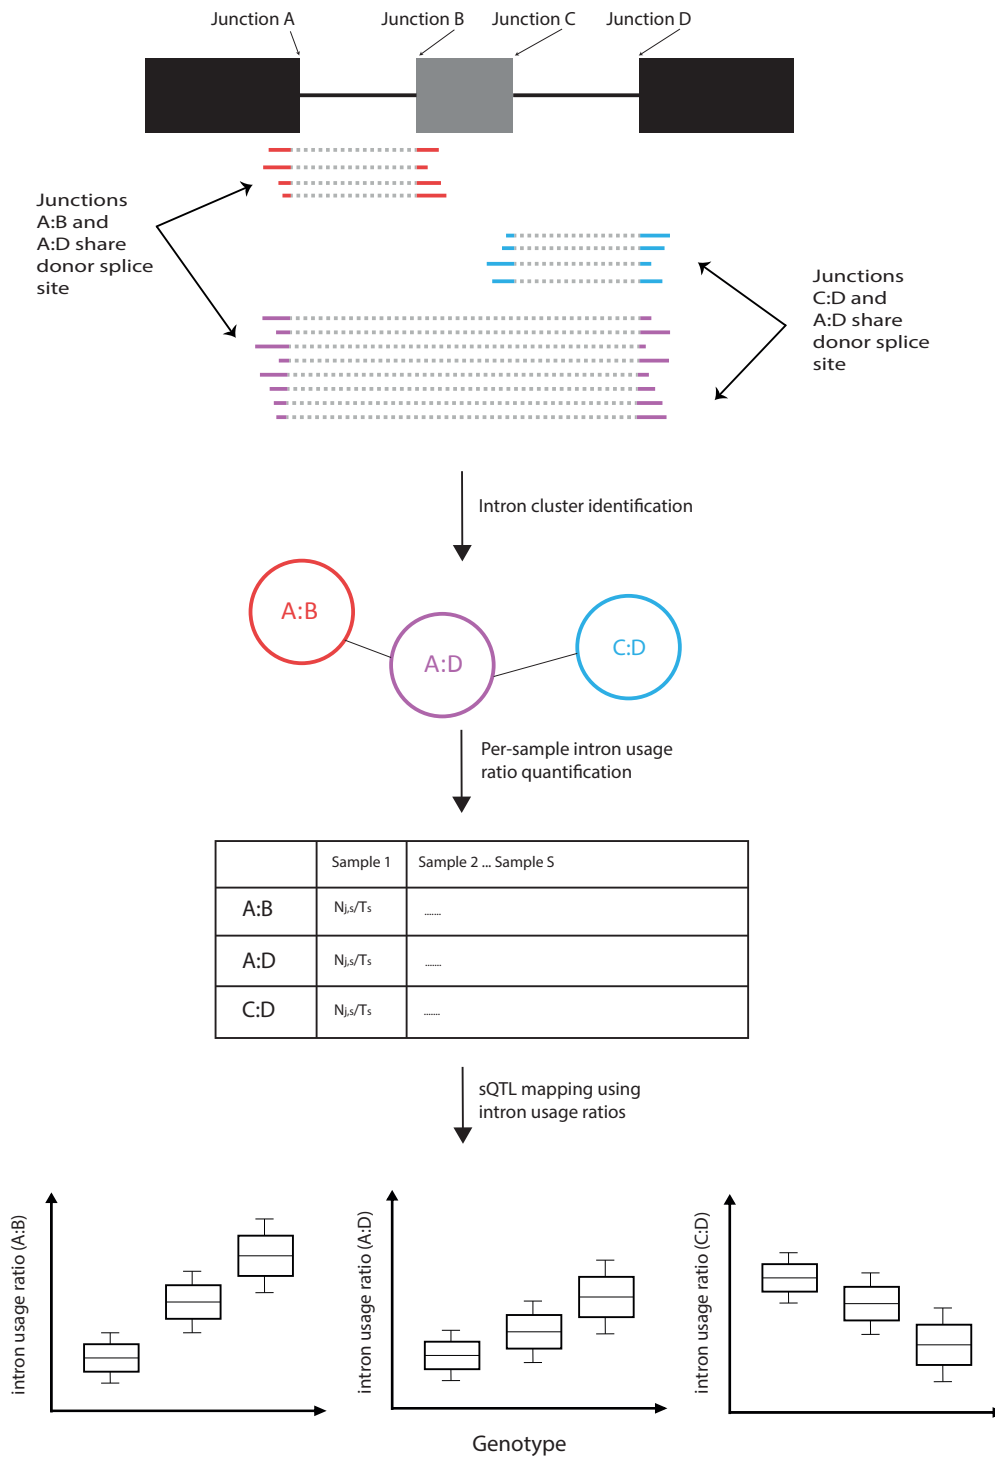 Junction A
Junction B
Junction C
Junction D
Junctions
A:B and
A:D share
donor splice
site
Junctions
C:D and
A:D share
donor splice
site
Intron cluster identification
A:B
A:D
C:D
Per-sample intron usage
ratio quantification
Sample 1
Sample 2 ... Sample S
A:B
Nj,s/Ts
.......
A:D
Nj,s/Ts
.......
C:D
Nj,s/Ts
.......
sQTL mapping using
intron usage ratios
intron usage ratio (A:B)
intron usage ratio (A:D)
intron usage ratio (C:D)
Genotype